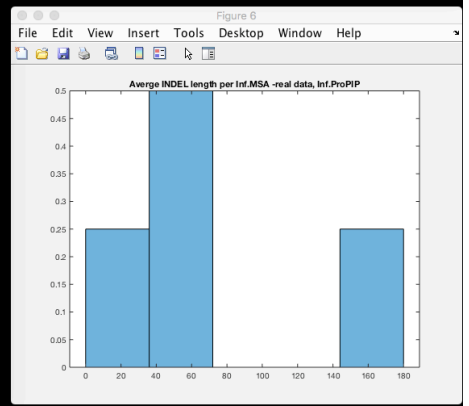 Figure 6
File Edit View Insert Tools Desktop Window Help
Averge INDEL length per Inf.MSA -real data, Inf.ProPIP
0.5
0.45
0.4
0.35
0.3
0.25
0.2
0.15
0.1
0.05
0
0 20 40 60 80 100 120 140 160 180